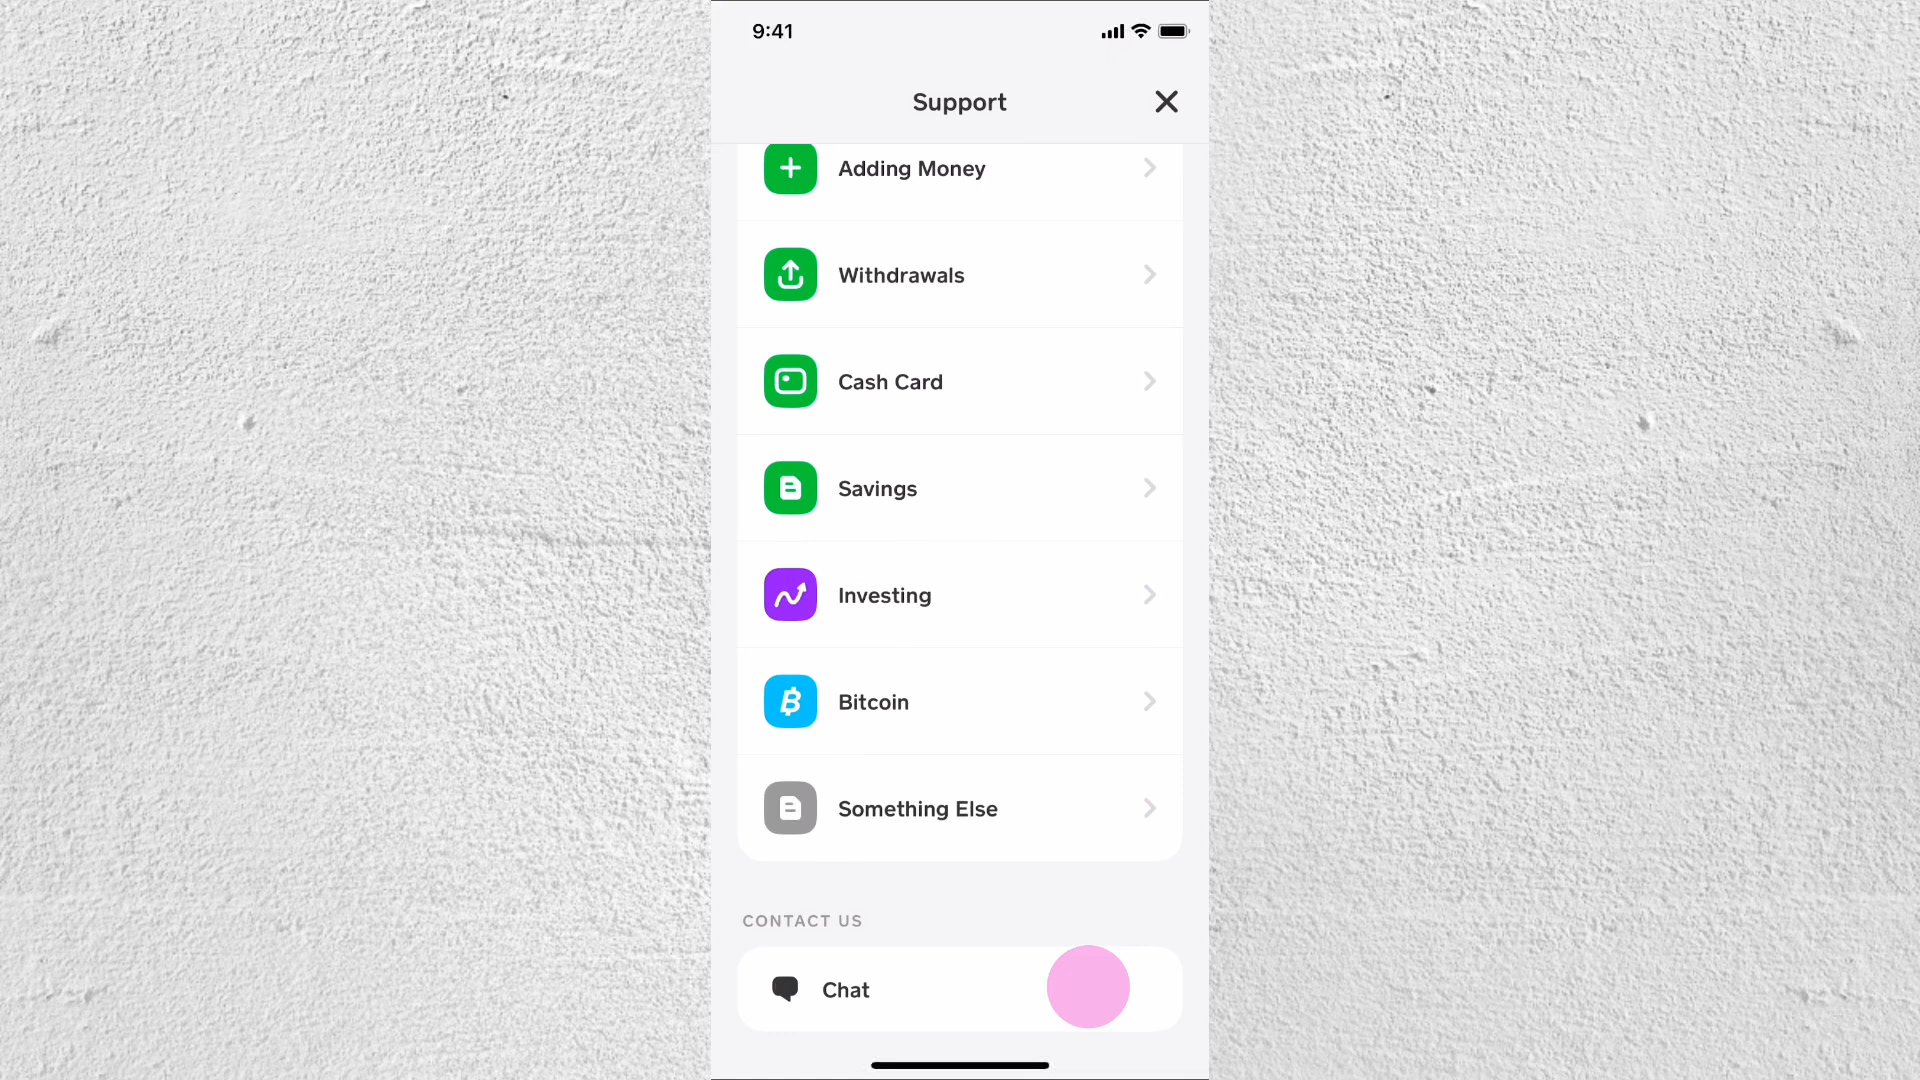 9:41
Support
Adding Money
Withdrawals
Cash Card
Savings
Investing
Bitcoin
Something Else
CONTACT US
Chat